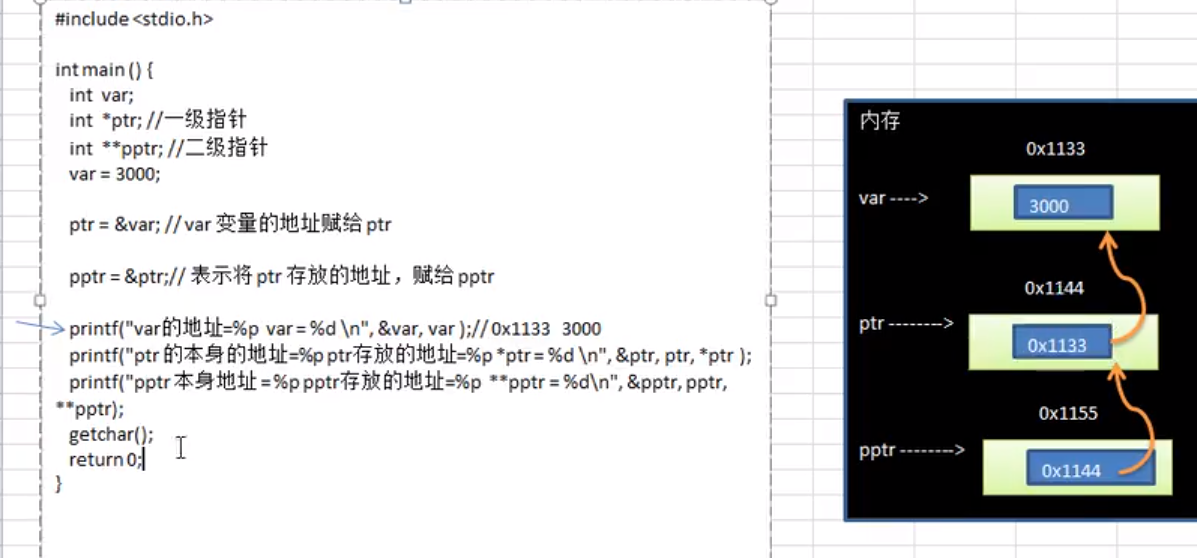 #include <stdio.h>
int main () {
int var;
int *ptr; //一级指针
int **pptr; //二级指针
var = 3000;
ptr = &var; // var 变量的地址赋给 ptr
pptr = &ptr;// 表示将 ptr 存放的地址，赋给 pptr
printf("var的地址=%p var = %d \n", &var, var );// 0x1133 3000
printf("ptr 的本身的地址=%p ptr存放的地址=%p *ptr = %d \n", &ptr, ptr, *ptr );
printf("pptr 本身地址 = %p pptr存放的地址=%p **pptr = %d\n", &pptr, pptr,
**pptr);
getchar();
return 0;
}
内存
0x1133
var ---->
3000
0x1144
ptr -------->
0x1133
0x1155
pptr -------->
0x1144